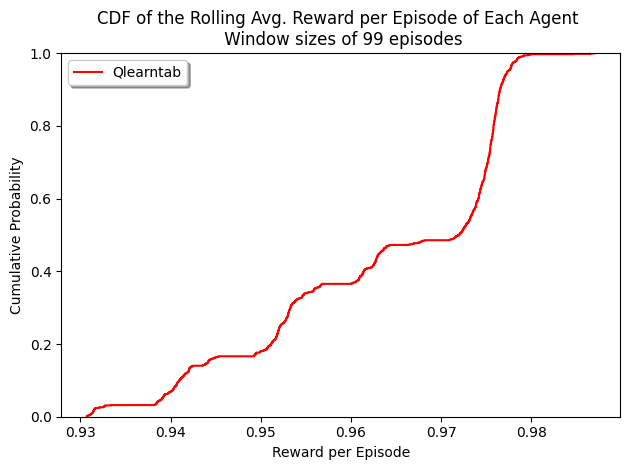 CDF of the Rolling Avg. Reward per Episode of Each Agent
Window sizes of 99 episodes
Qlearntab
Cumulative Probability
1.0
0.8
0.6
0.4
0.2
0.0
0.93 0.94 0.95 0.96 0.97 0.98
Reward per Episode